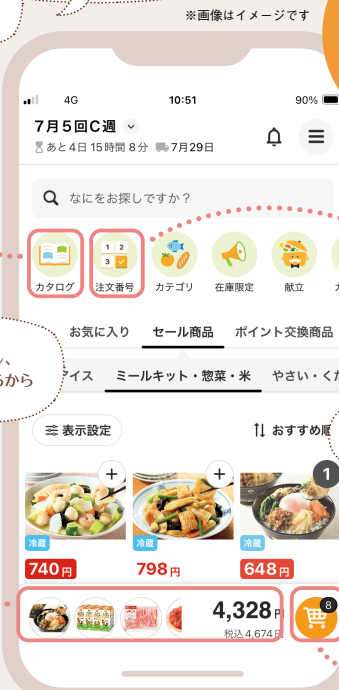 ※画像はイメージです
4G 10:51 90%
7月5回C週
あと4日15時間8分 7月29日
なにをお探しですか？
1 2
3
カタログ 注文番号 カテゴリ 在庫限定 献立
お気に入り セール商品 ポイント交換商品
から
イス ミールキット・惣菜・米 やさい・くだ
表示設定 おすすめ順
1
冷蔵 冷蔵 冷蔵
740円 798円 648円
4,328円 8
税込4,674円